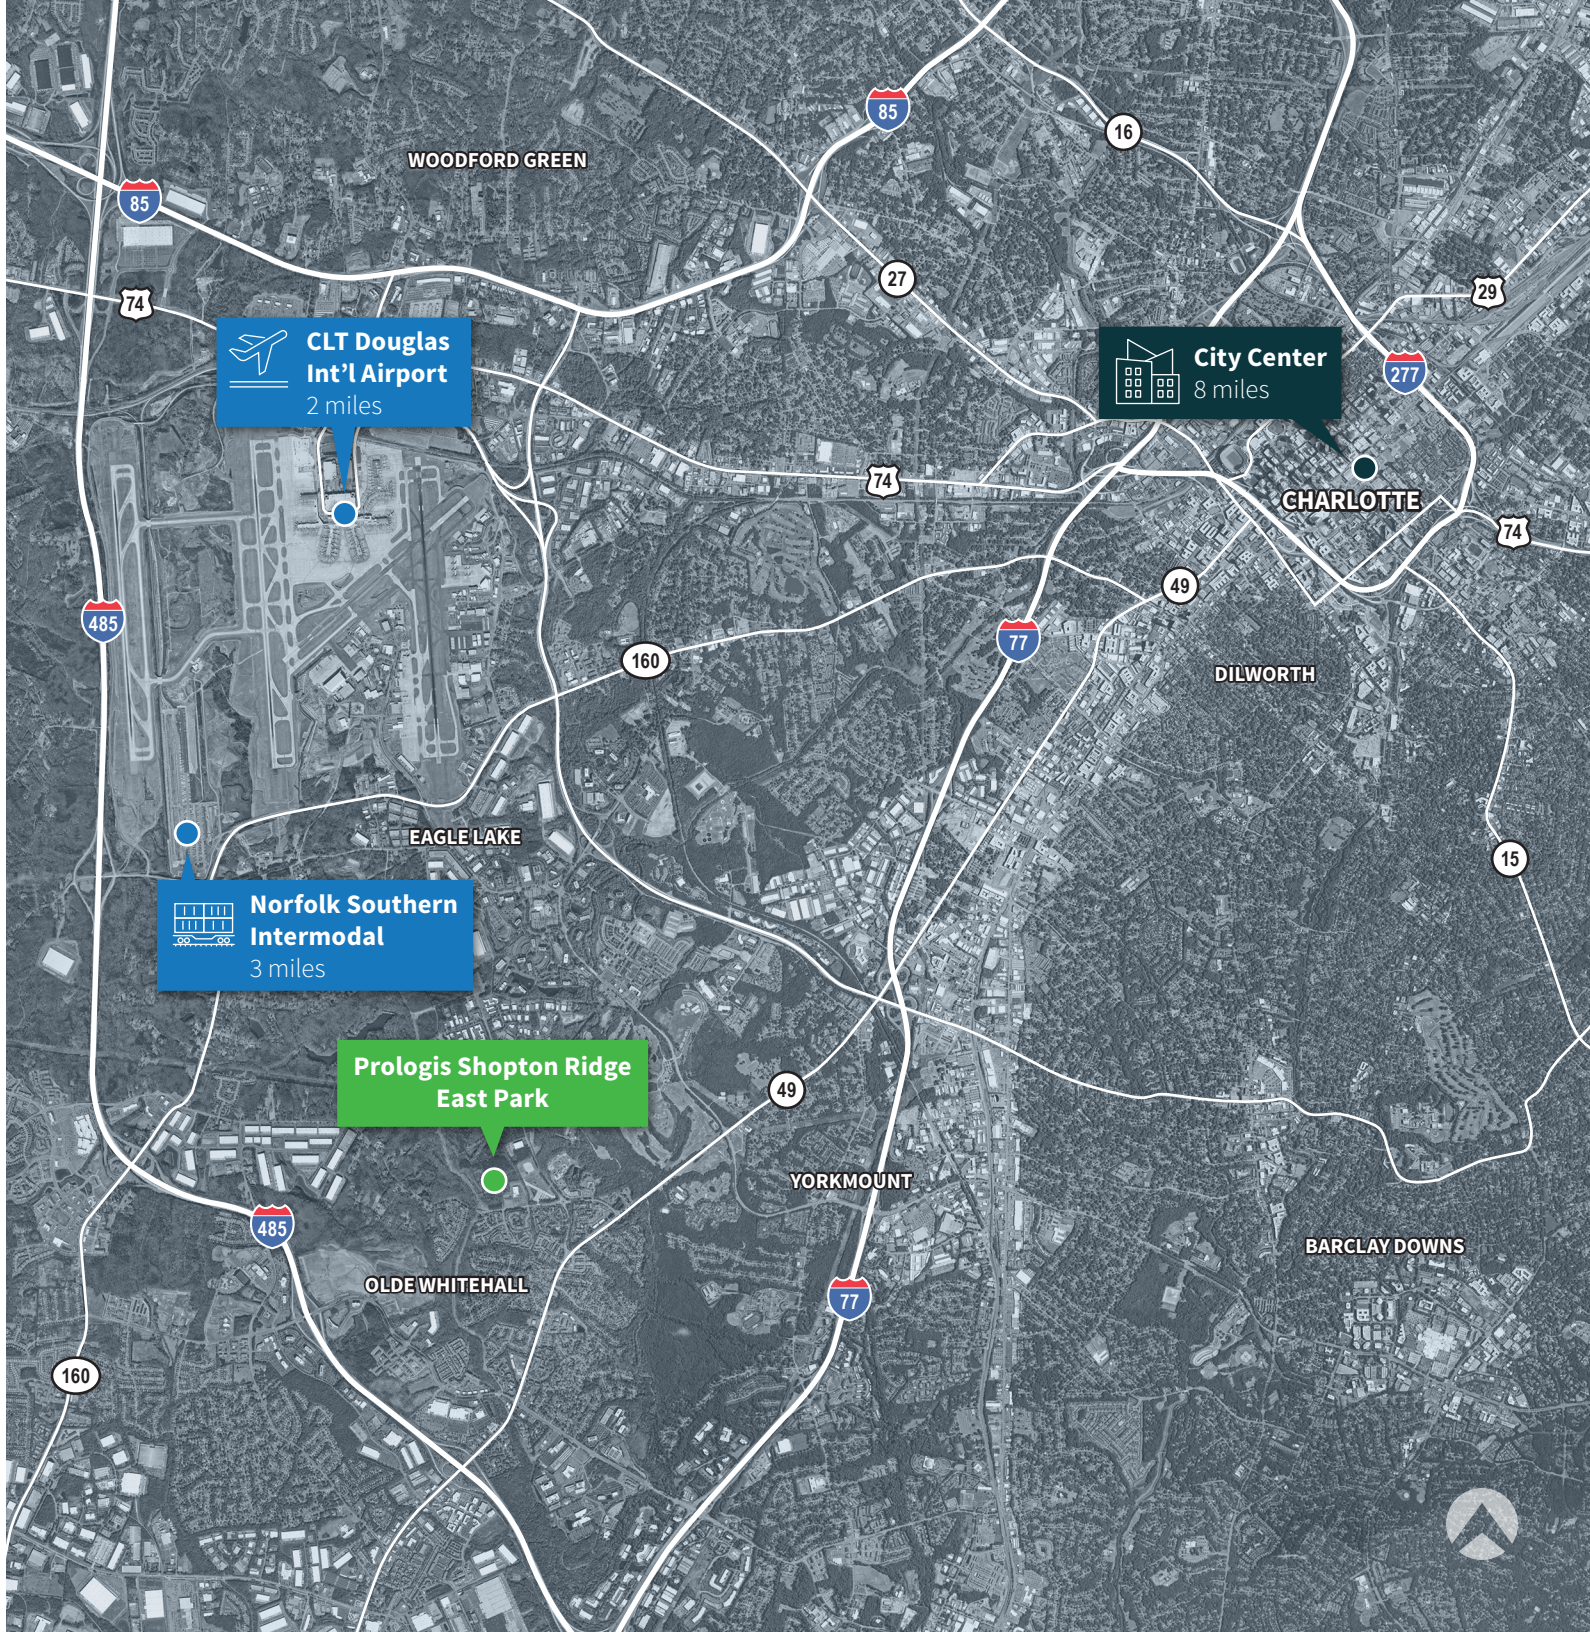 85
16
WOODFORD GREEN
85
27
29
74
CLT Douglas
Int’l Airport
2 miles
City Center
8 miles
277
74
CHARLOTTE
74
49
485
77
160
DILWORTH
EAGLE LAKE
15
Norfolk Southern
Intermodal
3 miles
Prologis Shopton Ridge
East Park
49
YORKMOUNT
485
BARCLAY DOWNS
OLDE WHITEHALL
77
160